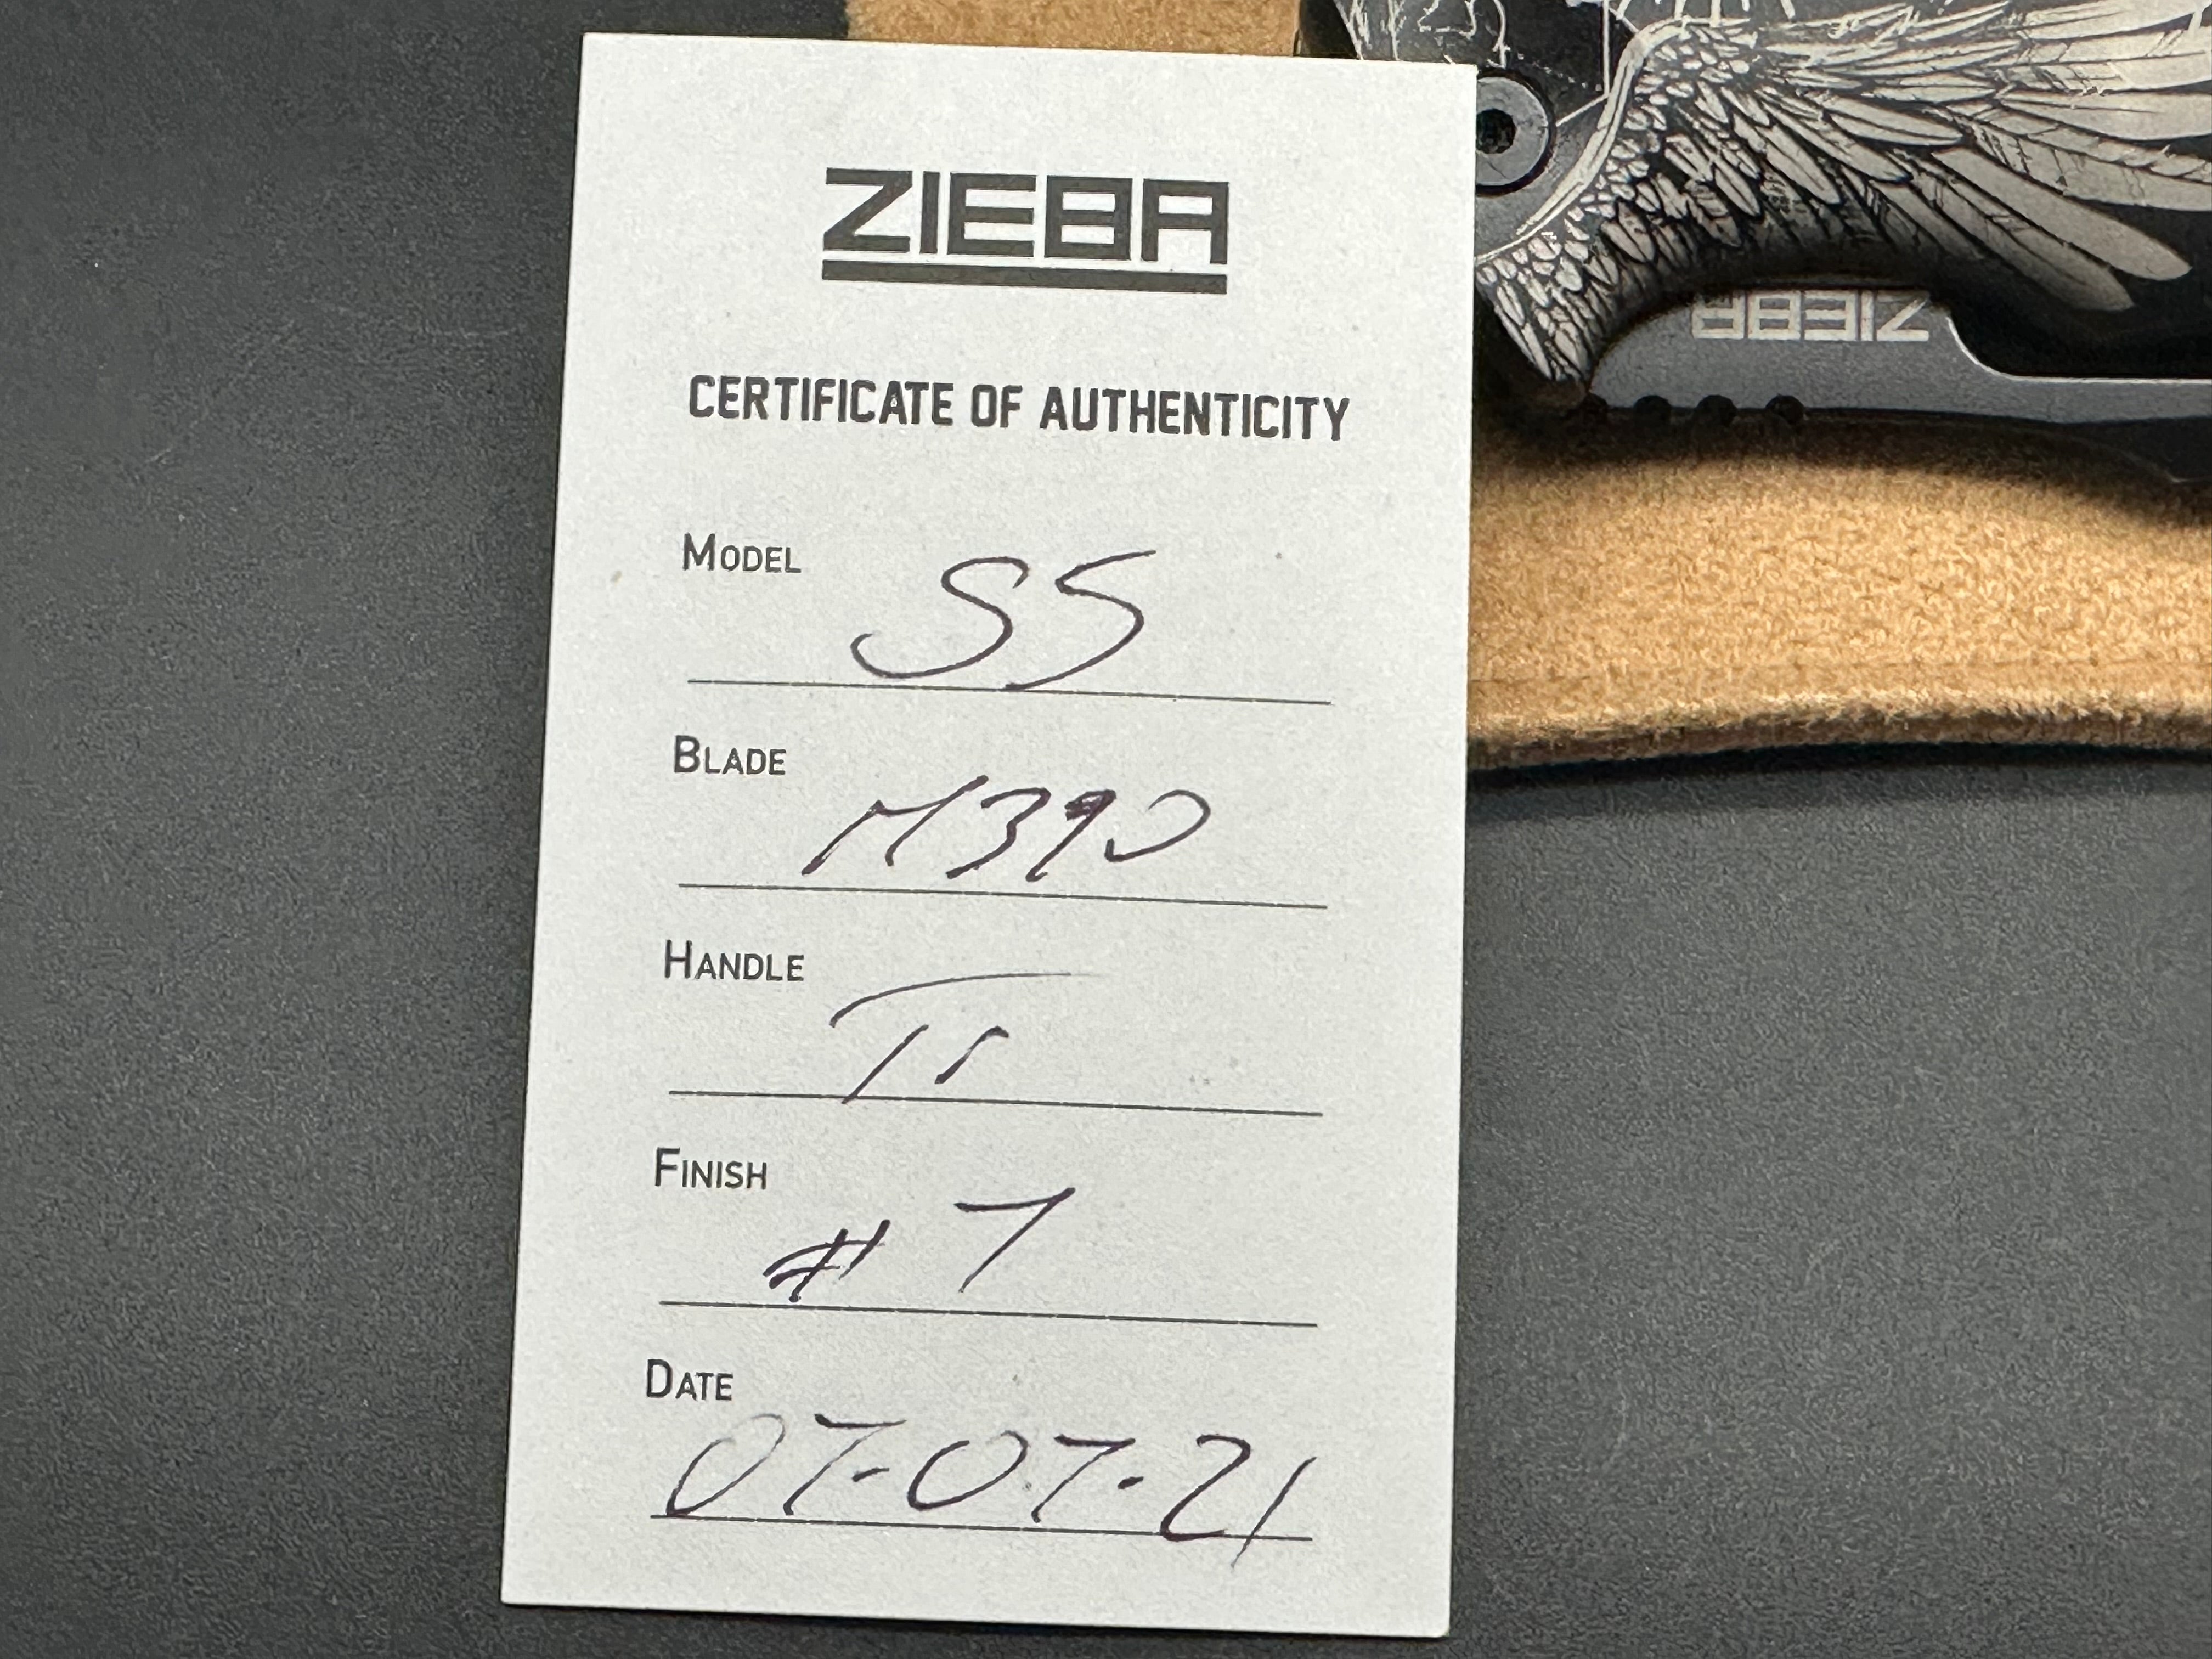 ZIEBA
CERTIFICATE OF AUTHENTICITY
MODEL S5
BLADE M390
HANDLE Ti
FINISH # 7
DATE 07-07-21
ZIEBA